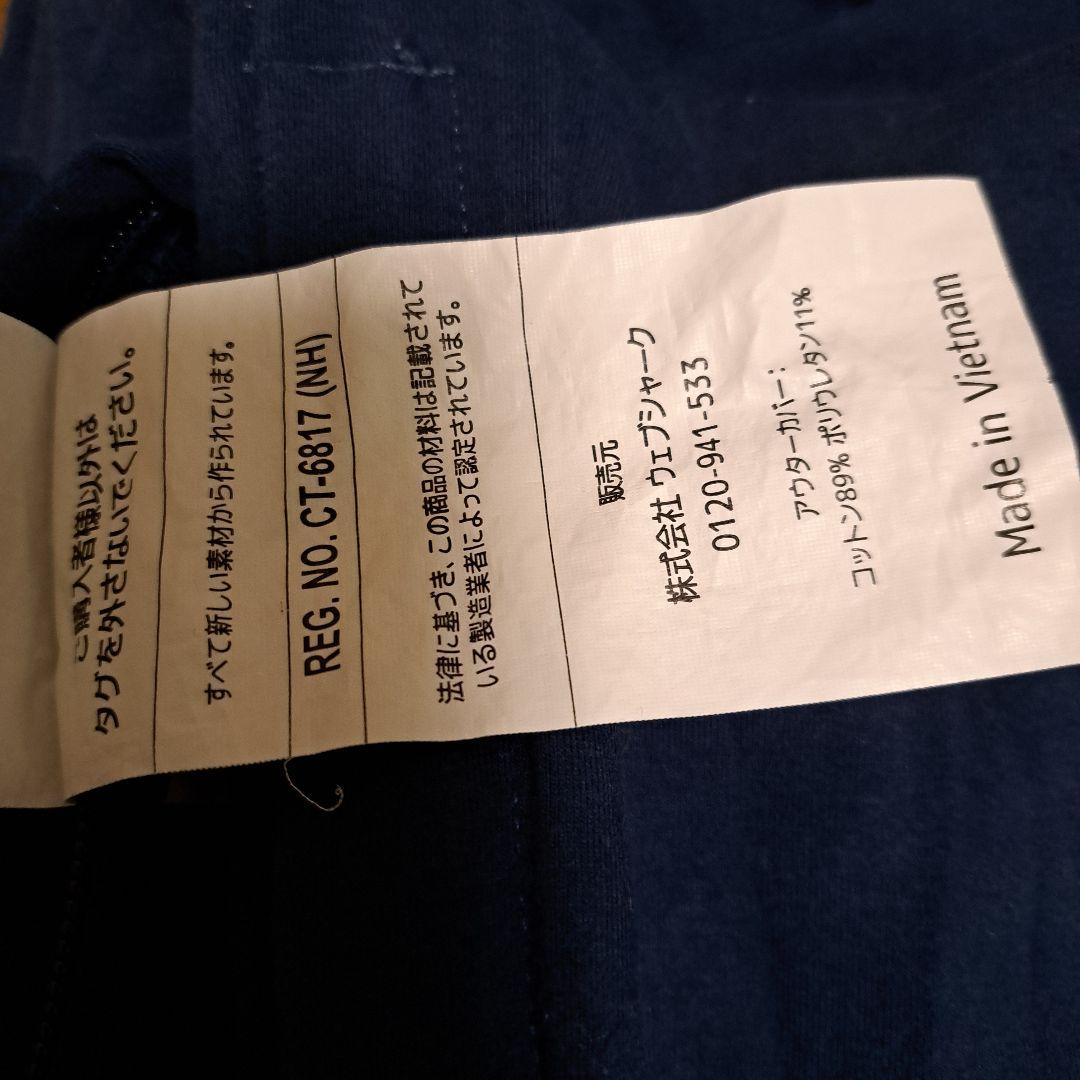 ご購入者様以外は
タグを外さないでください。
すべて新しい素材から作られています。
REG. NO. CT-6817 (NH)
法律に基づき、この商品の材料は記載されて
いる製造業者によって認定されています。
販売元
株式会社 ウェブシャーク
0120-941-533
アウターカバー：
コットン89% ポリウレタン11%
Made in Vietnam